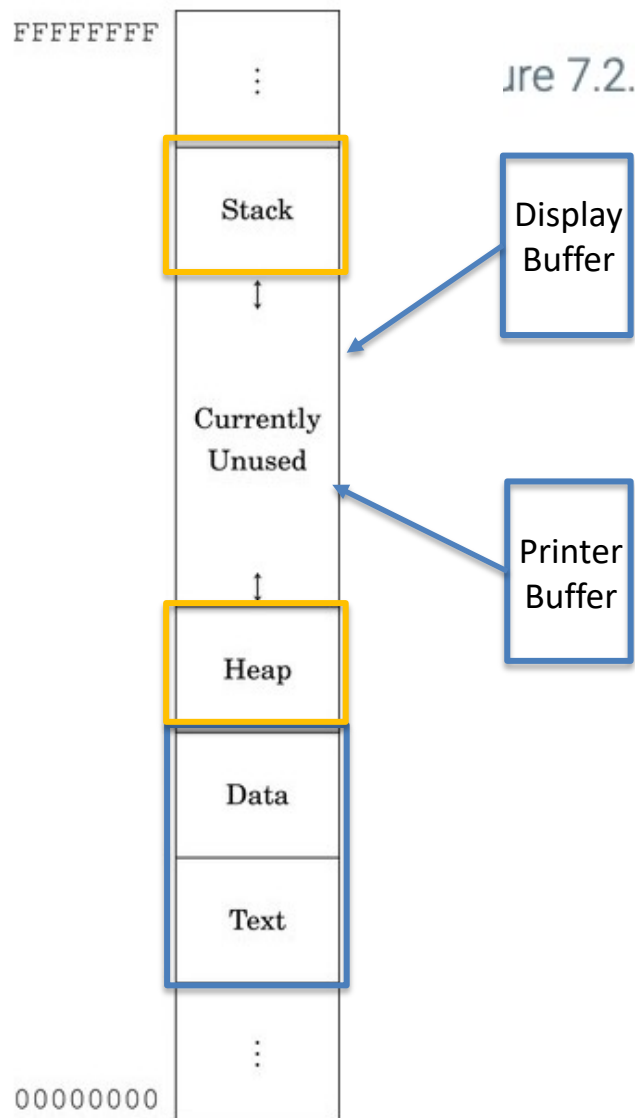 FFFFFFFF
⋮
ure 7.2.
Stack
Display
Buffer
Currently
Unused
Printer
Buffer
Heap
Data
Text
⋮
00000000